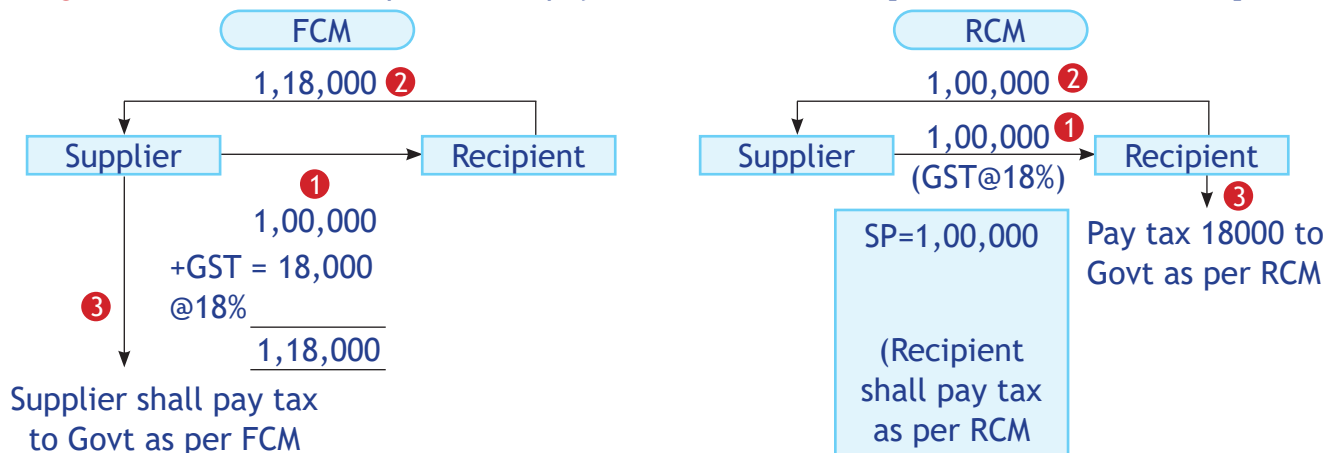 FCM
1,18,000 2
Supplier
Recipient
1
1,00,000
+GST = 18,000
@18%
1,18,000
3
Supplier shall pay tax
to Govt as per FCM
RCM
1,00,000 2
Supplier
1,00,000 1
(GST@18%)
Recipient
3
SP=1,00,000
(Recipient
shall pay tax
as per RCM
Pay tax 18000 to
Govt as per RCM